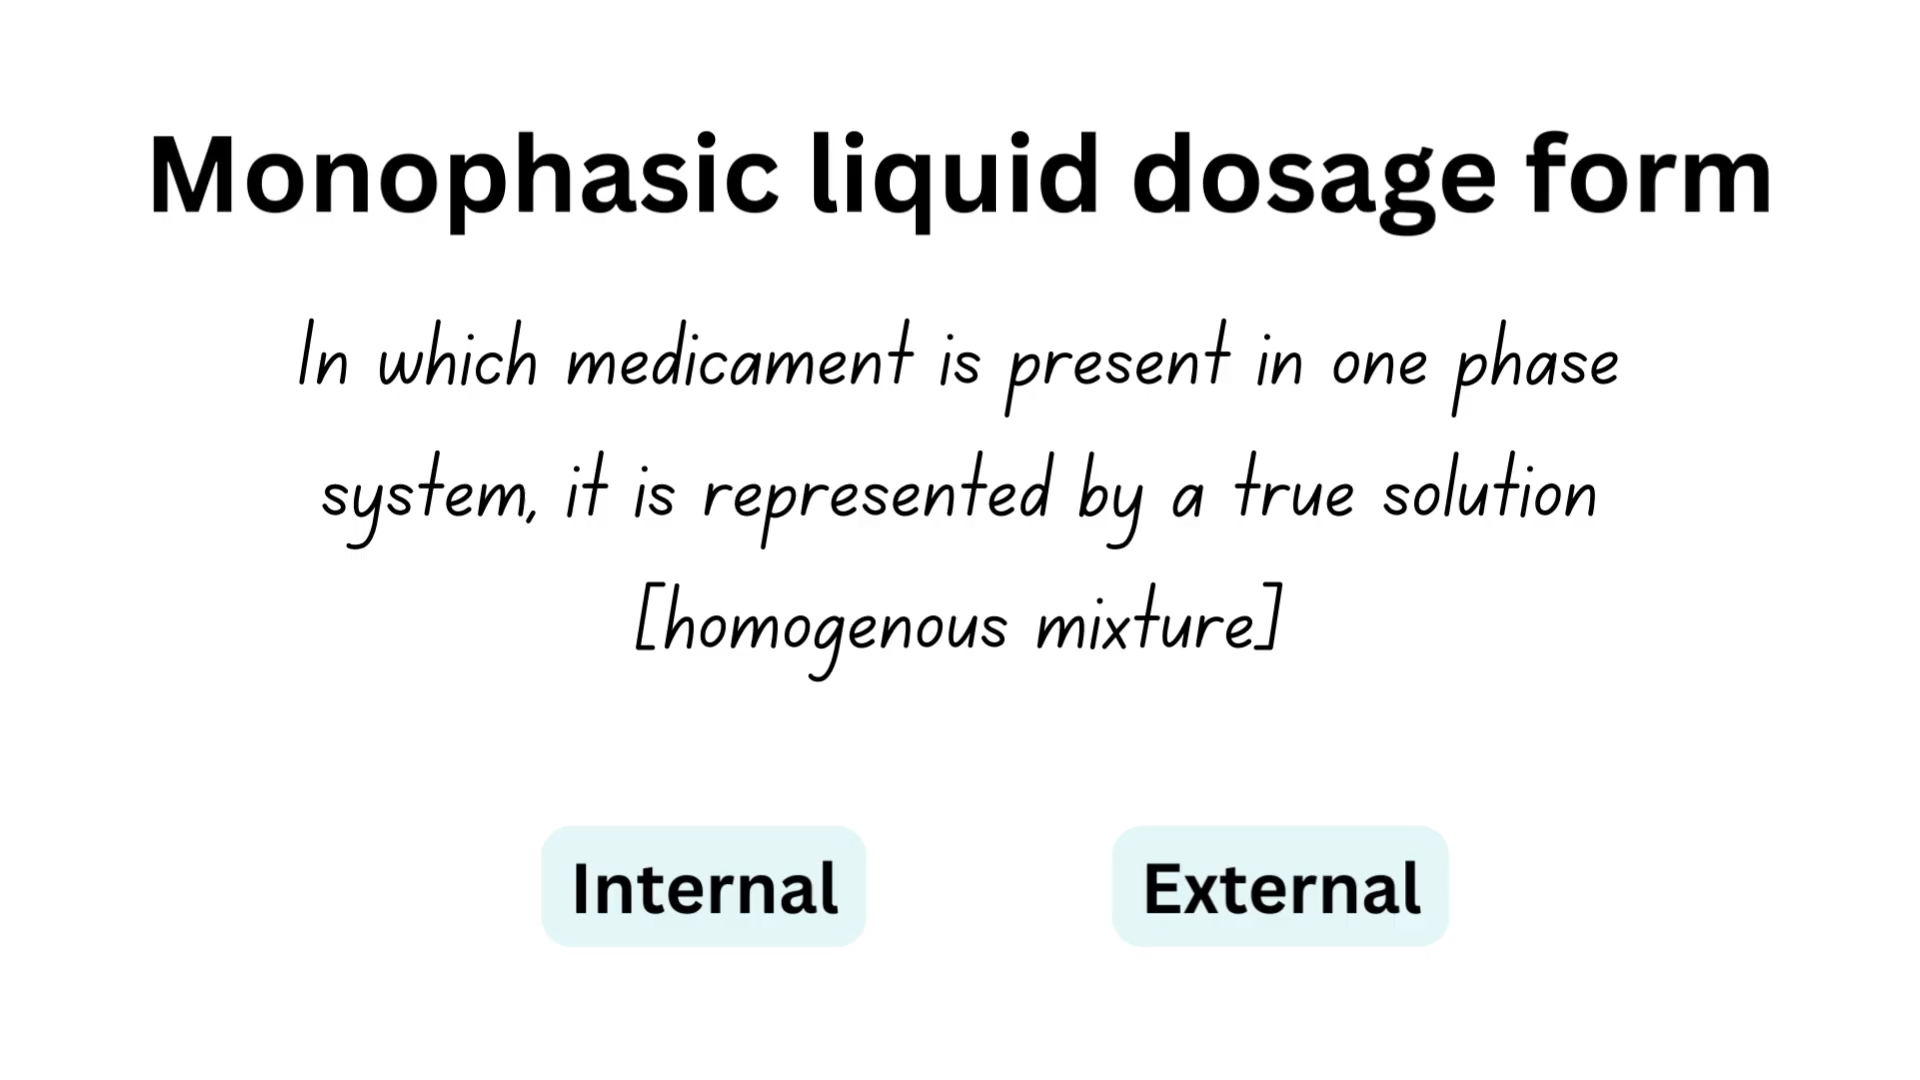 Monophasic liquid dosage form
In which medicament is present in one phase
system, it is represented by a true solution
[homogenous mixture]
Internal
External